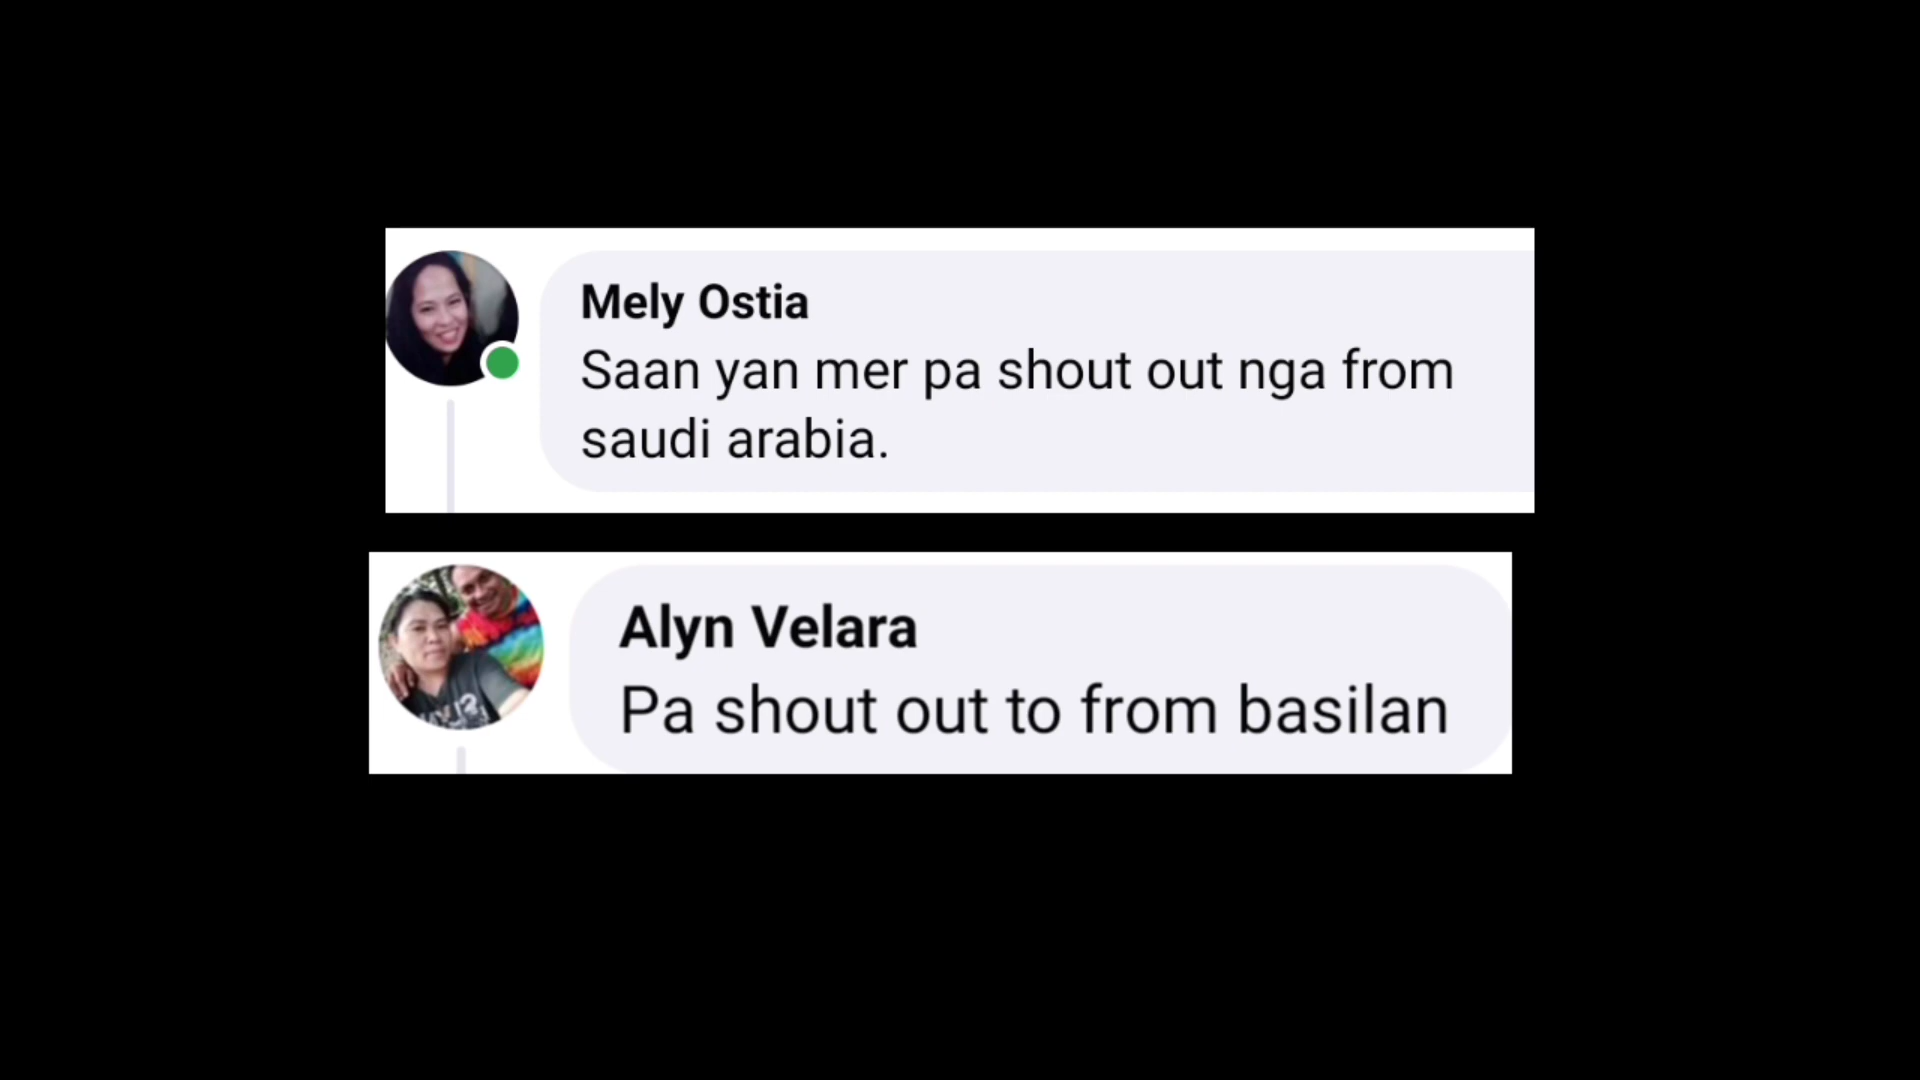 Mely Ostia
Saan yan mer pa shout out nga from
saudi arabia.
Alyn Velara
Pa shout out to from basilan